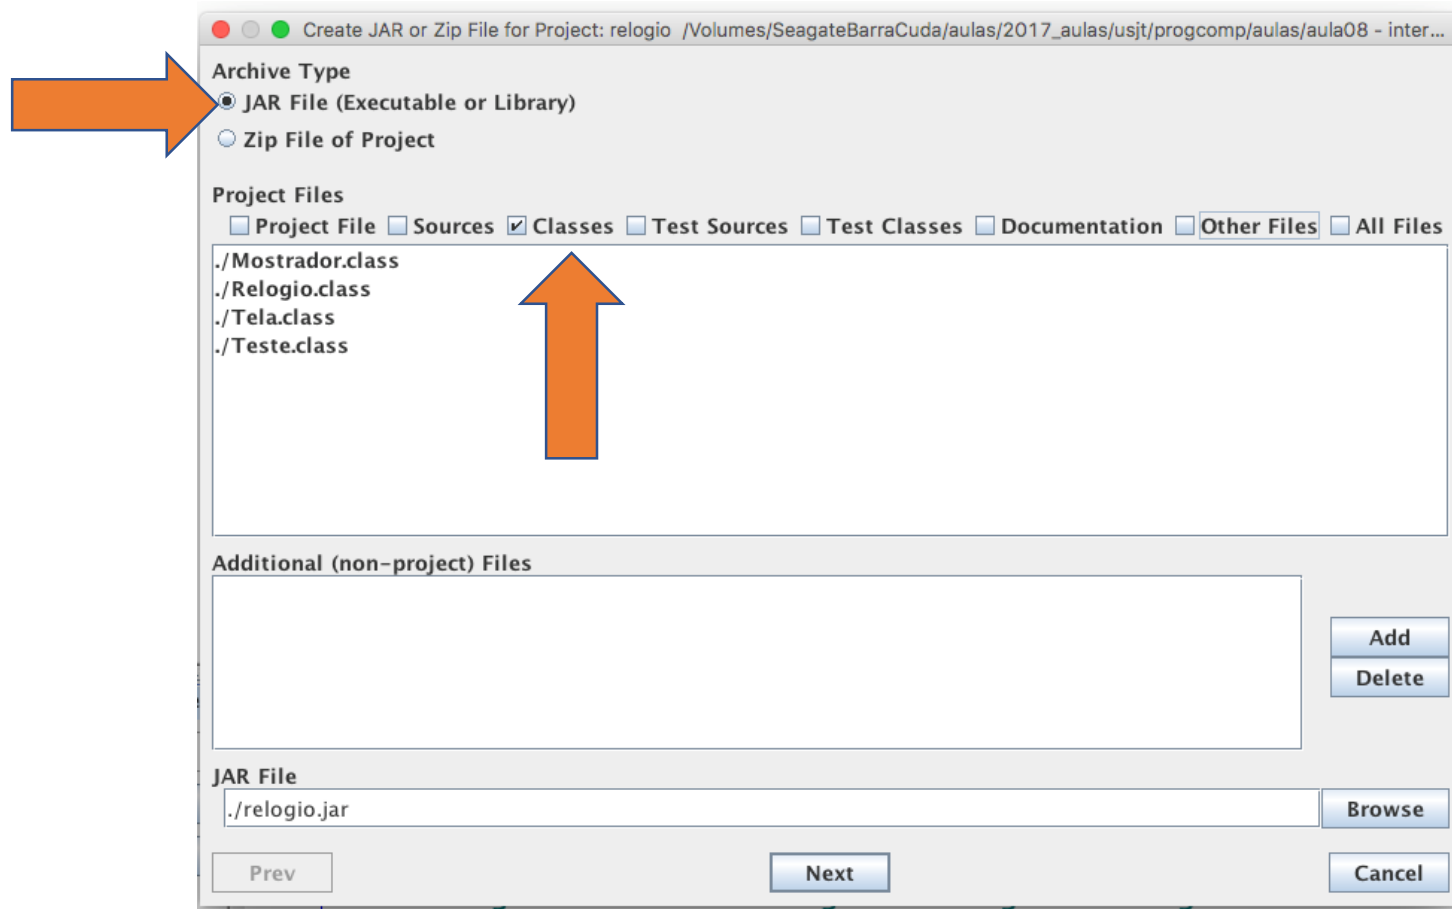 Create JAR or Zip File for Project: relogio /Volumes/SeagateBarraCuda/aulas/2017_aulas/usjt/progcomp/aulas/aula08 - inter...
Archive Type
JAR File (Executable or Library)
Zip File of Project
Project Files
Project File Sources Classes Test Sources Test Classes Documentation Other Files All Files
./Mostrador.class
./Relogio.class
./Tela.class
./Teste.class
Additional (non-project) Files
Add
Delete
JAR File
./relogio.jar Browse
Prev Next Cancel